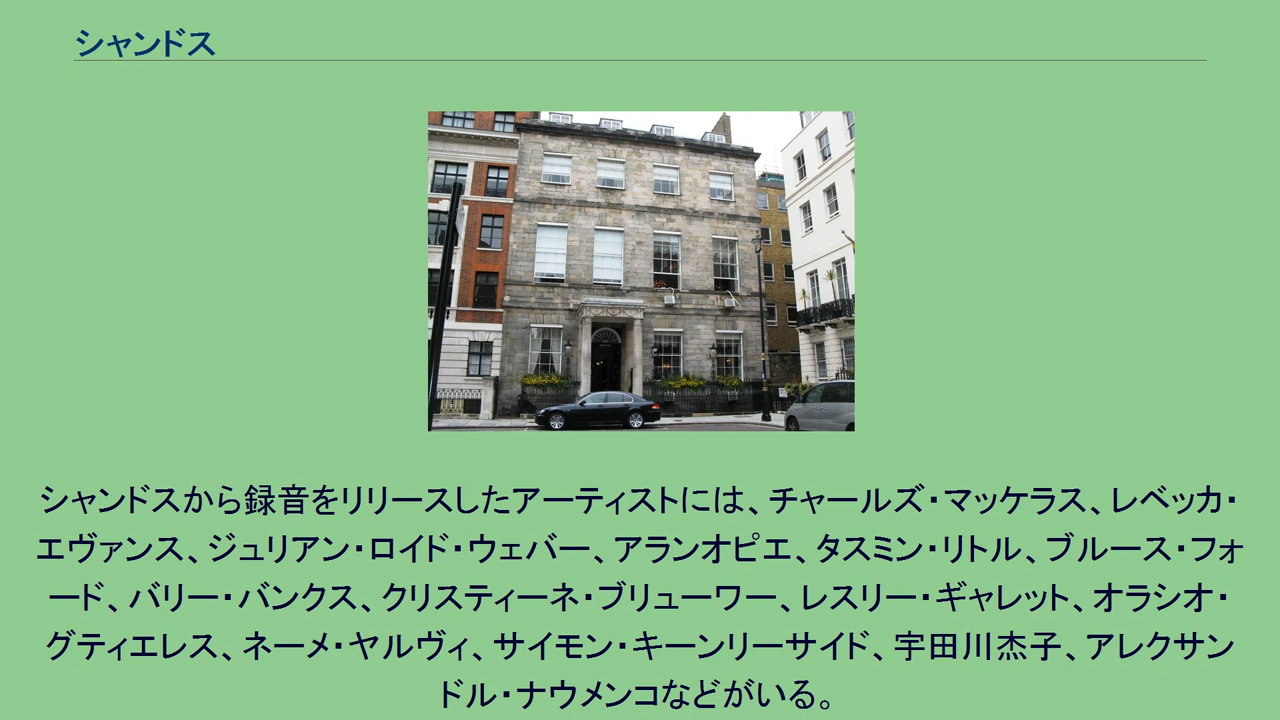 シャンドス
シャンドスから録音をリリースしたアーティストには、チャールズ・マッケラス、レベッカ・
エヴァンス、ジュリアン・ロイド・ウェバー、アランオピエ、タスミン・リトル、ブルース・フォ
ード、バリー・バンクス、クリスティーネ・ブリューワー、レスリー・ギャレット、オラシオ・
グティエレス、ネーメ・ヤルヴィ、サイモン・キーンリーサイド、宇田川杰子、アレクサン
ドル・ナウメンコなどがいる。